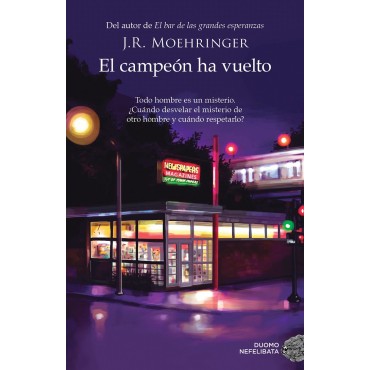 Del autor de El bar de las grandes esperanzas
J.R. MOEHRINGER
El campeón ha vuelto
Todo hombre es un misterio.
¿Cuándo desvelar el misterio de
otro hombre y cuándo respetarlo?
NEWSPAPERS
MAGAZINES
DUOMO
NEFELIBATA